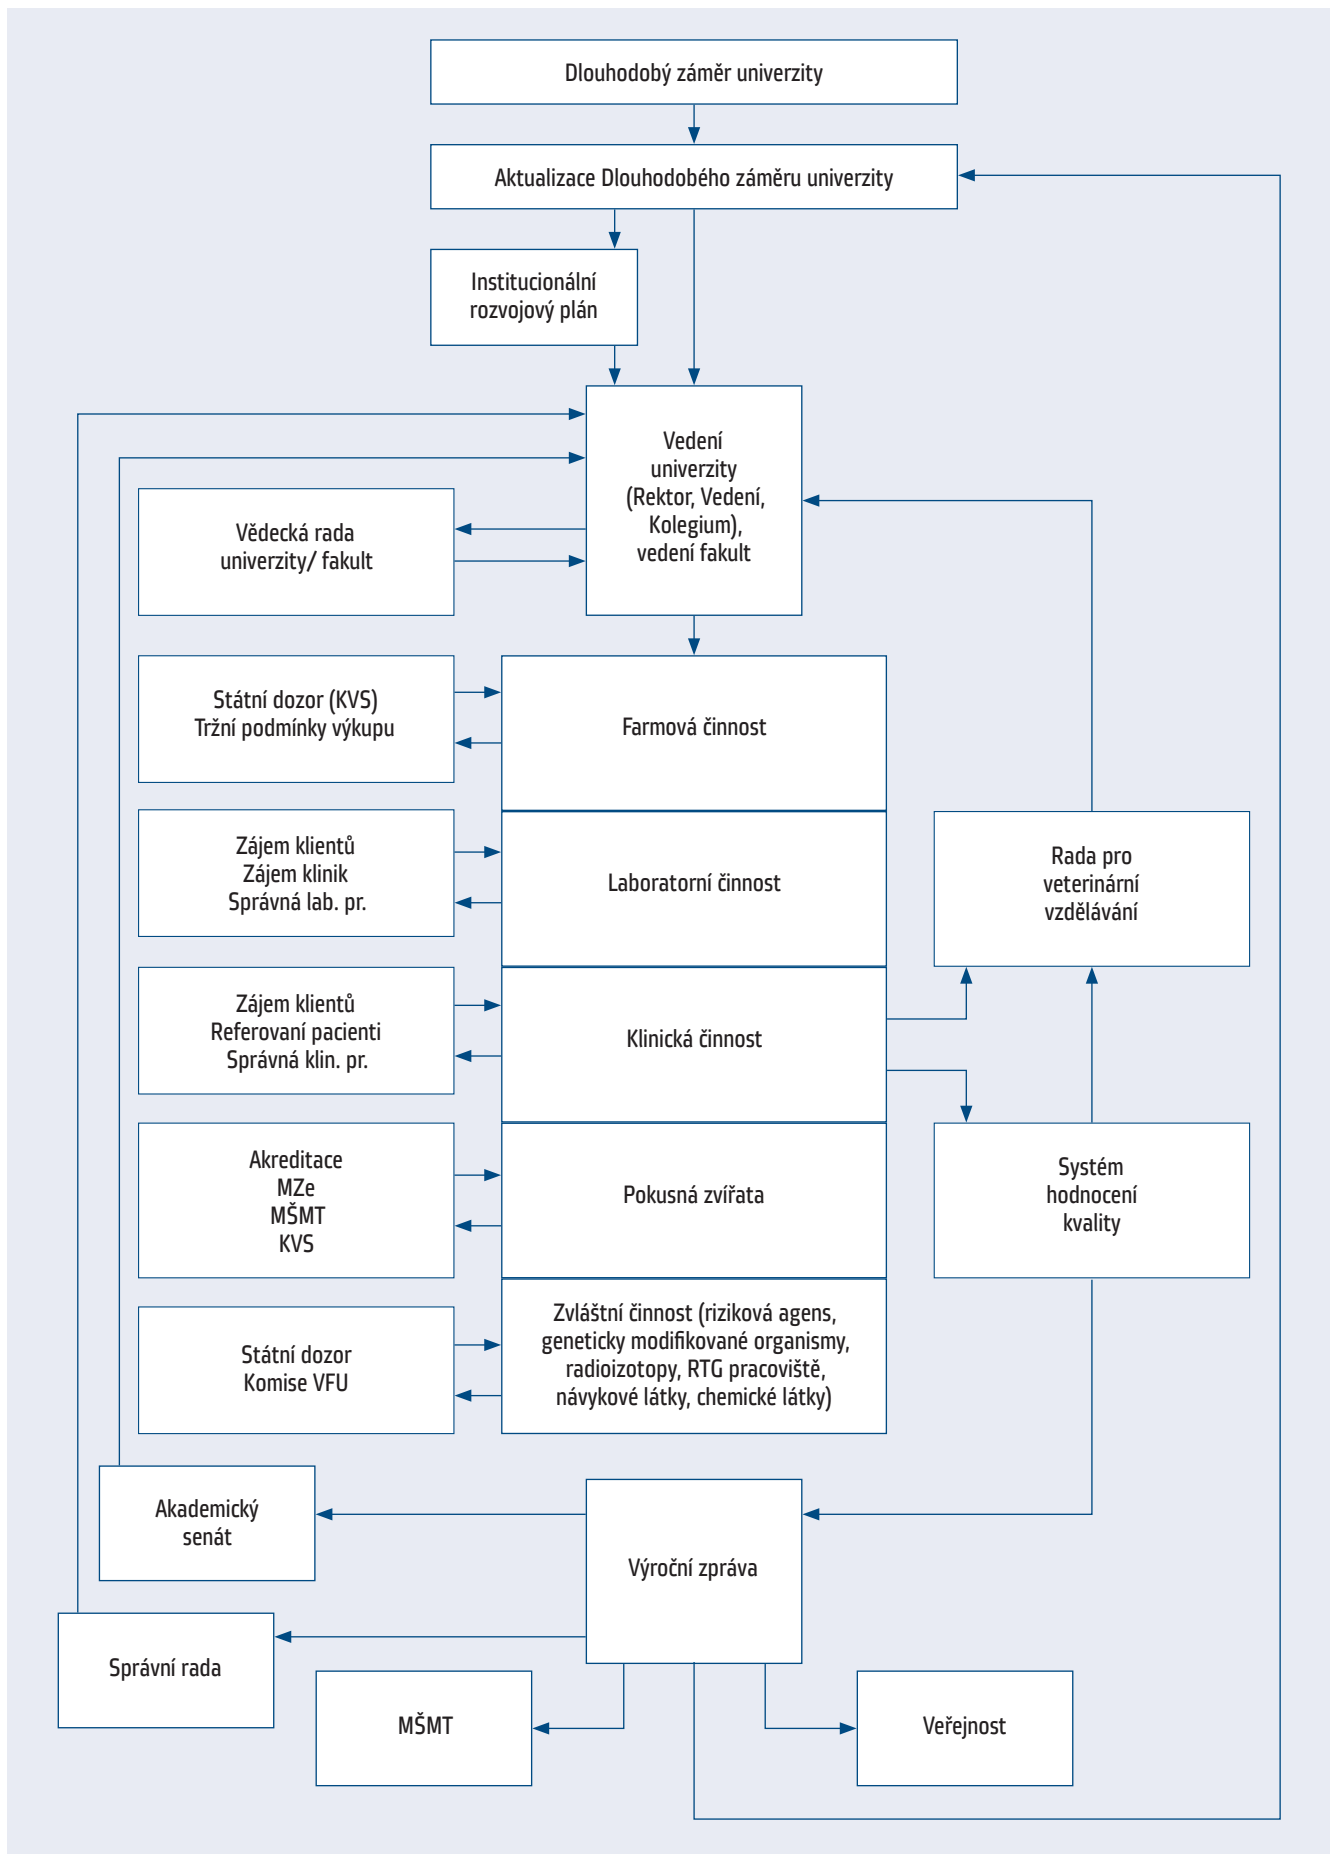 Dlouhodobý záměr univerzity
Aktualizace Dlouhodobého záměru univerzity
Institucionální
rozvojový plán
Vedení
univerzity
(Rektor, Vedení,
Kolegium),
vedení fakult
Vědecká rada
univerzity/ fakult
Státní dozor (KVS)
Tržní podmínky výkupu
Farmová činnost
Zájem klientů
Zájem klinik
Správná lab. pr.
Laboratorní činnost
Rada pro
veterinární
vzdělávání
Zájem klientů
Referovaní pacienti
Správná klin. pr.
Klinická činnost
Akreditace
MZe
MŠMT
KVS
Pokusná zvířata
Systém
hodnocení
kvality
Státní dozor
Komise VFU
Zvláštní činnost (riziková agens,
geneticky modifikované organismy,
radioizotopy, RTG pracoviště,
návykové látky, chemické látky)
Akademický
senát
Výroční zpráva
Správní rada
MŠMT
Veřejnost